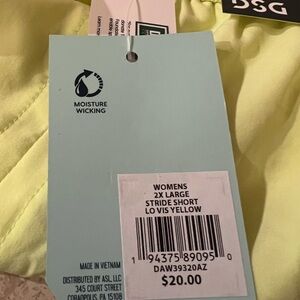 DSG
MOISTURE
WICKING
WOMENS
2X LARGE
STRIDE SHORT
LO VIS YELLOW
1 94375 89095 0
DAW39320AZ
$20.00
MADE IN VIETNAM
DISTRIBUTED BY ASL, LLC
345 COURT STREET
CORAOPOLIS, PA 15108